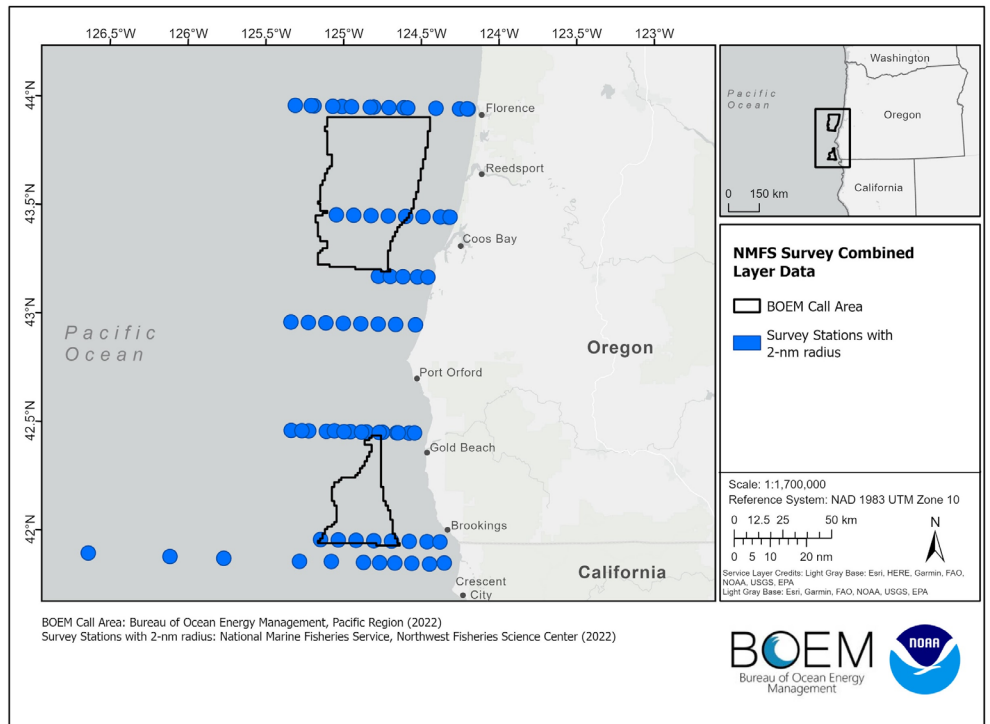 126,5°W 126°W 125,5°W 125°W 124,5°W 124°W 123,5°W 123°W
44°N
43,5°N
43°N
42,5°N
42°N
Florence
Reedsport
Coos Bay
Pacific
Ocean
Oregon
Port Orford
Gold Beach
Brookings
California
Crescent
City
Washington
Pacific
Ocean
Oregon
California
0 150 km
NMFS Survey Combined
Layer Data
BOEM Call Area
Survey Stations with
2-nm radius
Scale: 1:1,700,000
Reference System: NAD 1983 UTM Zone 10
0 12.5 25 50 km
0 5 10 20 nm
N
Service Layer Credits: Light Gray Base: Esri, HERE, Garmin, FAO,
NOAA, USGS, EPA
Light Gray Base: Esri, Garmin, FAO, NOAA, USGS, EPA
BOEM Call Area: Bureau of Ocean Energy Management, Pacific Region (2022)
Survey Stations with 2-nm radius: National Marine Fisheries Service, Northwest Fisheries Science Center (2022)
BOEM
Bureau of Ocean Energy
Management
NOAA